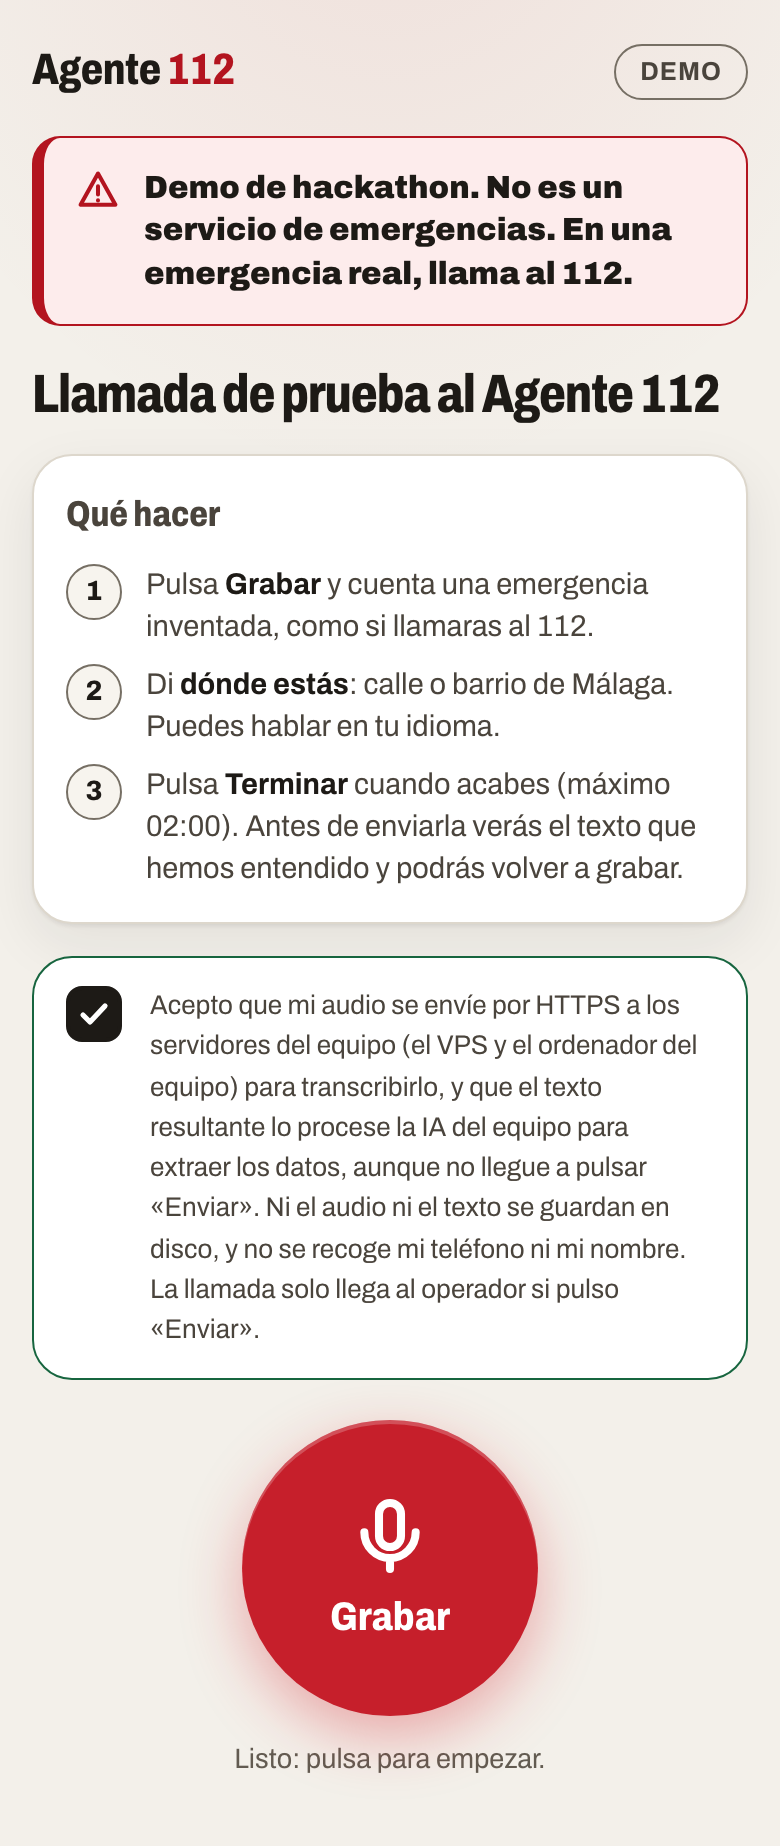 Agente 112
DEMO
Demo de hackathon. No es un
servicio de emergencias. En una
emergencia real, llama al 112.
Llamada de prueba al Agente 112
Qué hacer
1
Pulsa Grabar y cuenta una emergencia
inventada, como si llamaras al 112.
2
Di dónde estás: calle o barrio de Málaga.
Puedes hablar en tu idioma.
3
Pulsa Terminar cuando acabes (máximo
02:00). Antes de enviarla verás el texto que
hemos entendido y podrás volver a grabar.
Acepto que mi audio se envíe por HTTPS a los
servidores del equipo (el VPS y el ordenador del
equipo) para transcribirlo, y que el texto
resultante lo procese la IA del equipo para
extraer los datos, aunque no llegue a pulsar
«Enviar». Ni el audio ni el texto se guardan en
disco, y no se recoge mi teléfono ni mi nombre.
La llamada solo llega al operador si pulso
«Enviar».
Grabar
Listo: pulsa para empezar.